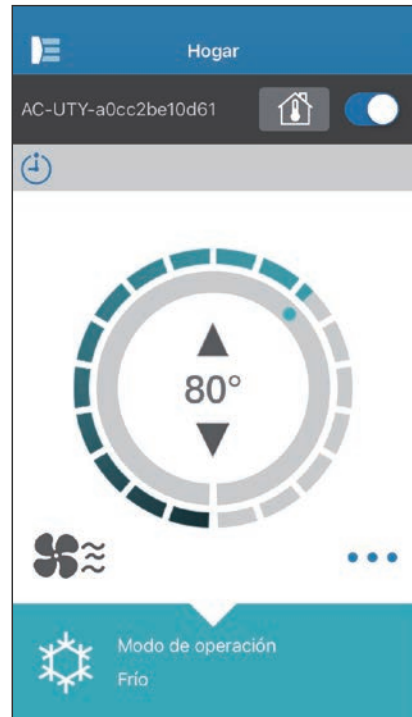 Hogar
AC-UTY-a0cc2be10d61
80°
Modo de operación
Frío